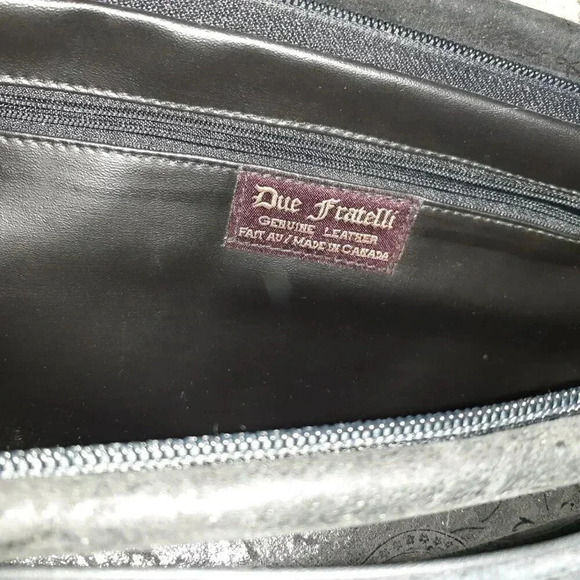 Due Fratelli
GENUINE LEATHER
FAIT AU/MADE IN CANADA